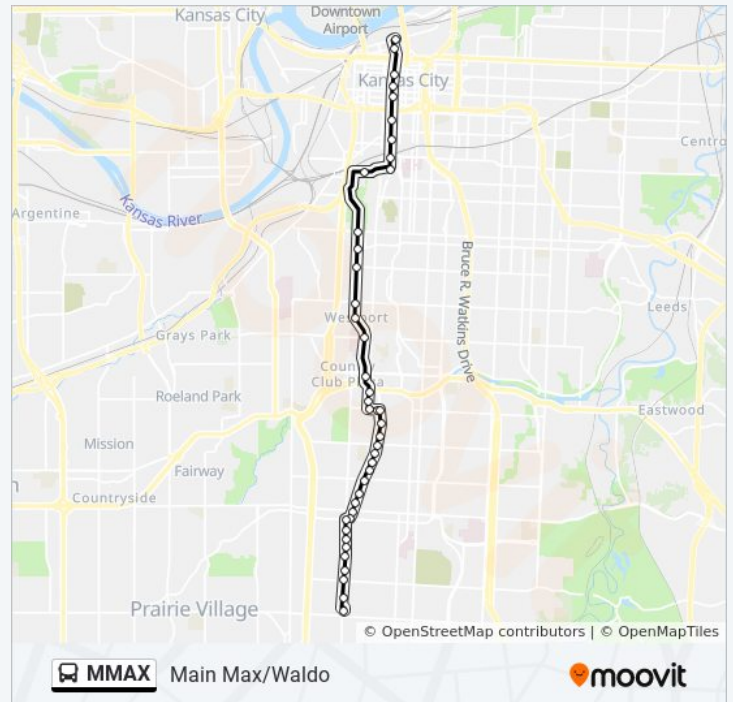 Kansas City
Downtown
Airport
Kansas City
Centro
Kansas River
Argentine
Bruce R. Watkins Drive
Leeds
Westport
Grays Park
Country
Club Plaza
Roeland Park
Eastwood
Mission
Fairway
n
Countryside
Prairie Village
© OpenStreetMap contributors | © OpenMapTiles
MMAX Main Max/Waldo
moovit